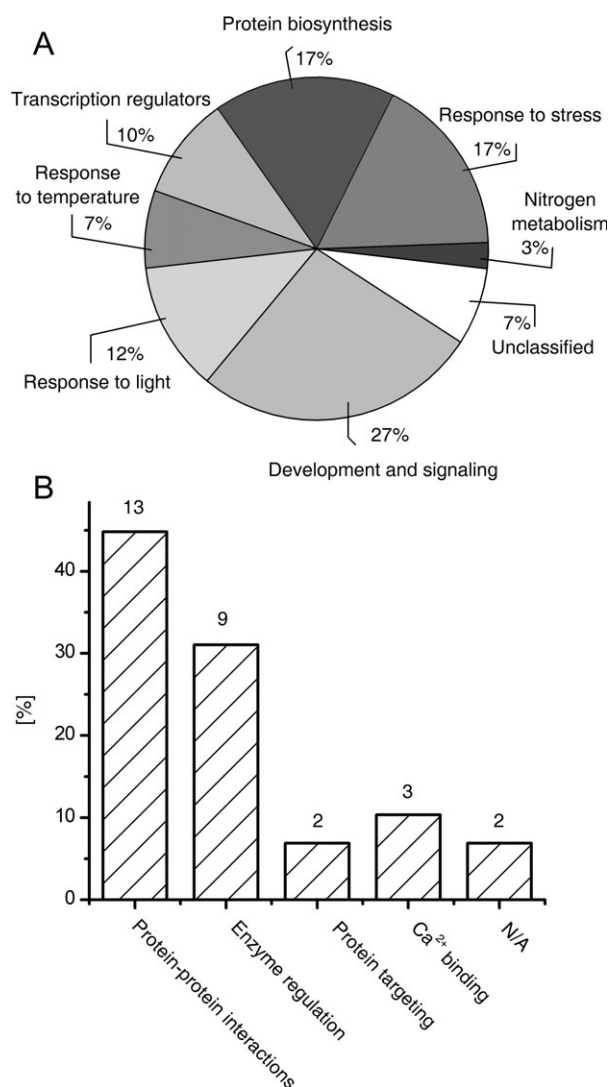 A
Protein biosynthesis
17%
Transcription regulators
10%
Response to stress
17%
Response
to temperature
7%
Nitrogen
metabolism
3%
7%
Unclassified
12%
Response to light
27%
Development and signaling
B
[%]
40
30
20
10
0
13
9
2
3
2
Protein-protein interactions
Enzyme regulation
Protein targeting
Ca²⁺ binding
N/A